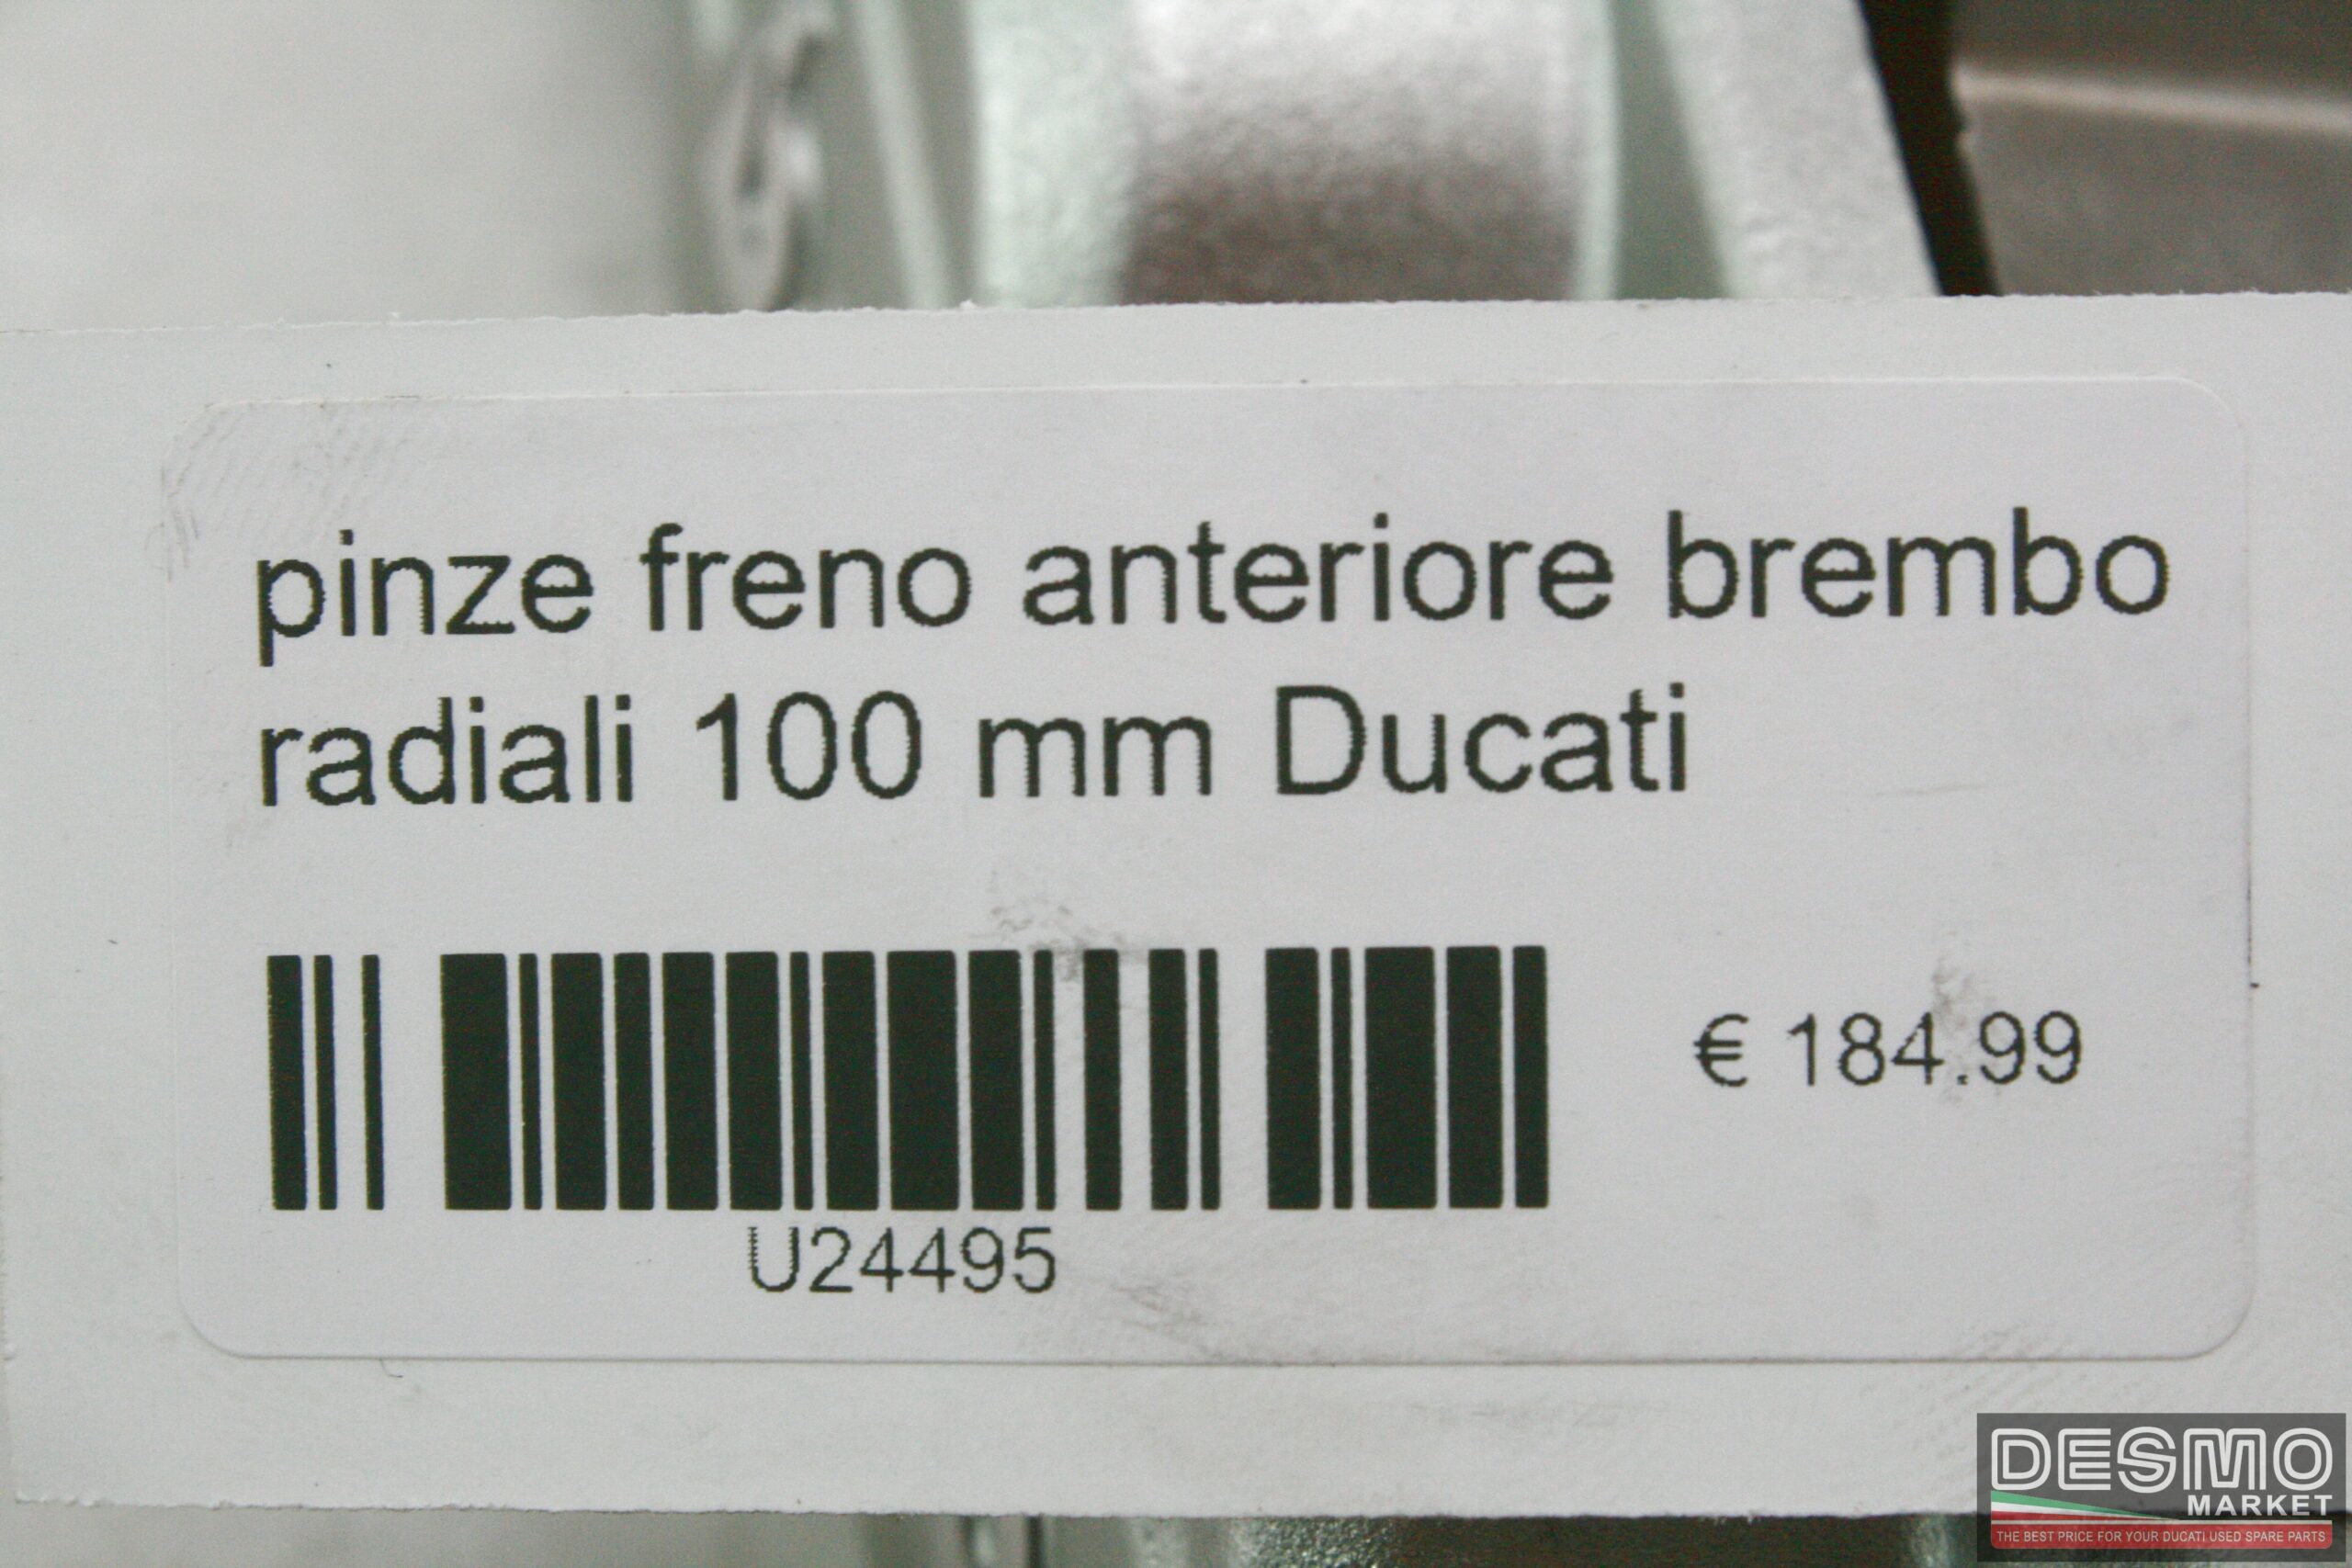 pinze freno anteriore brembo
radiali 100 mm Ducati
€ 184.99
U24495
DESMO
MARKET
THE BEST PRICE FOR YOUR DUCATI USED SPARE PARTS